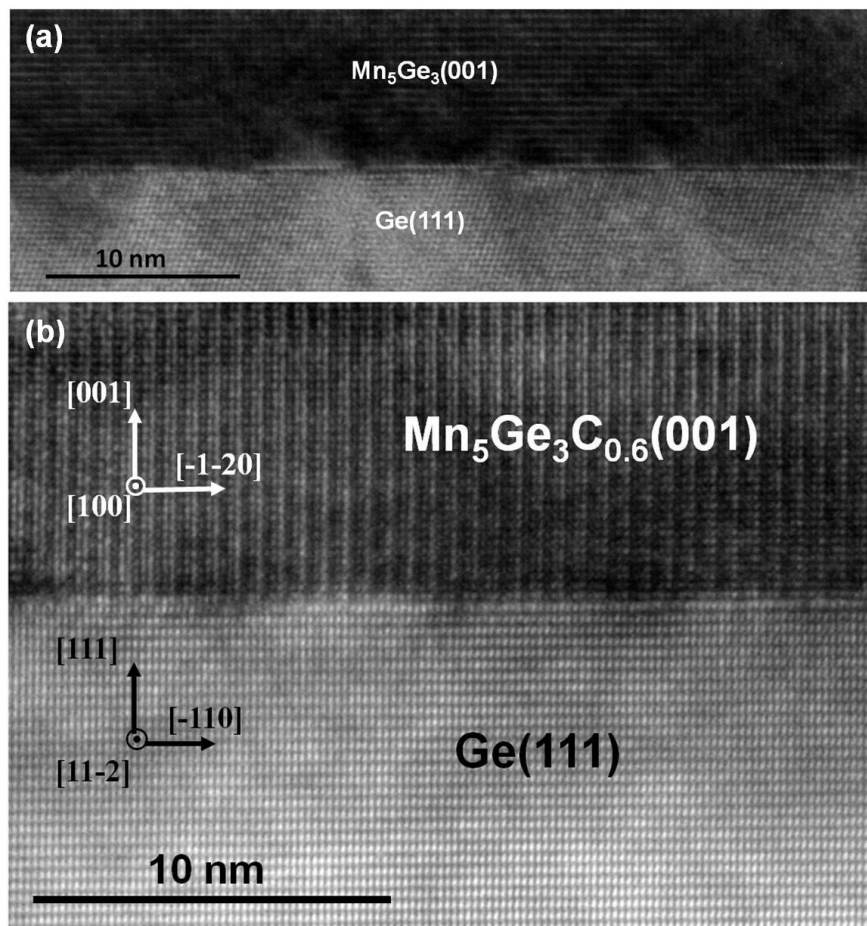 (a)
Mn₅Ge₃(001)
Ge(111)
10 nm
(b)
[001]
Mn₅Ge₃C₀.₆(001)
[-1-20]
[100]
[111]
[-110]
Ge(111)
[11-2]
10 nm